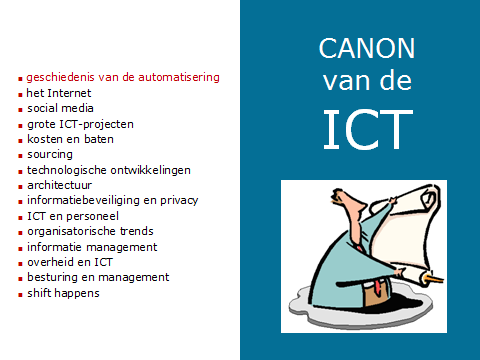 geschiedenis van de automatisering
het Internet
social media
grote ICT-projecten
kosten en baten
sourcing
technologische ontwikkelingen
architectuur
informatiebeveiliging en privacy
ICT en personeel
organisatorische trends
informatie management
overheid en ICT
besturing en management
shift happens
CANON
van de
ICT